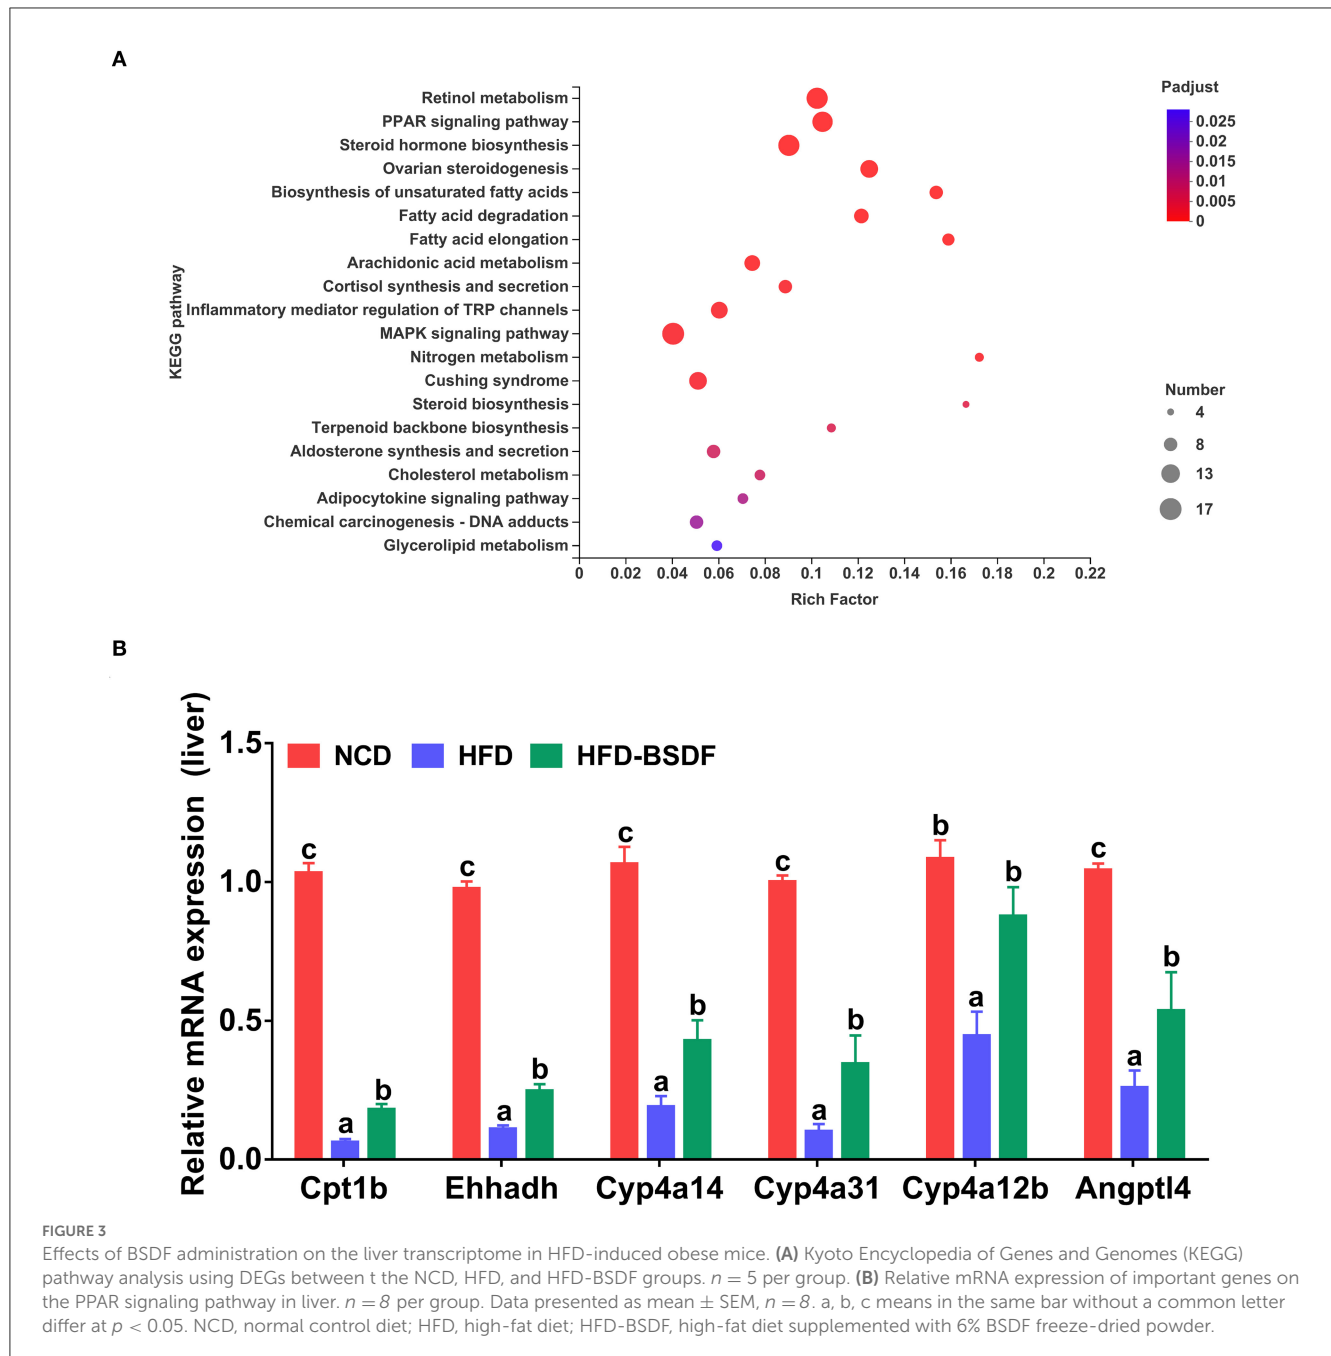 A
Padjust
Retinol metabolism
PPAR signaling pathway
Steroid hormone biosynthesis
Ovarian steroidogenesis
Biosynthesis of unsaturated fatty acids
Fatty acid degradation
Fatty acid elongation
Arachidonic acid metabolism
Cortisol synthesis and secretion
Inflammatory mediator regulation of TRP channels
MAPK signaling pathway
Nitrogen metabolism
Cushing syndrome
Steroid biosynthesis
Terpenoid backbone biosynthesis
Aldosterone synthesis and secretion
Cholesterol metabolism
Adipocytokine signaling pathway
Chemical carcinogenesis - DNA adducts
Glycerolipid metabolism
KEGG pathway
0 0.02 0.04 0.06 0.08 0.1 0.12 0.14 0.16 0.18 0.2 0.22
Rich Factor
0.025
0.02
0.015
0.01
0.005
0
Number
4
8
13
17
B
Relative mRNA expression (liver)
1.5
1.0
0.5
0.0
NCD HFD HFD-BSDF
c a b
c a b
c a b
c a b
b a b
c a b
Cpt1b Ehhadh Cyp4a14 Cyp4a31 Cyp4a12b Angptl4
FIGURE 3
Effects of BSDF administration on the liver transcriptome in HFD-induced obese mice. (A) Kyoto Encyclopedia of Genes and Genomes (KEGG)
pathway analysis using DEGs between t the NCD, HFD, and HFD-BSDF groups. n = 5 per group. (B) Relative mRNA expression of important genes on
the PPAR signaling pathway in liver. n = 8 per group. Data presented as mean ± SEM, n = 8. a, b, c means in the same bar without a common letter
differ at p < 0.05. NCD, normal control diet; HFD, high-fat diet; HFD-BSDF, high-fat diet supplemented with 6% BSDF freeze-dried powder.